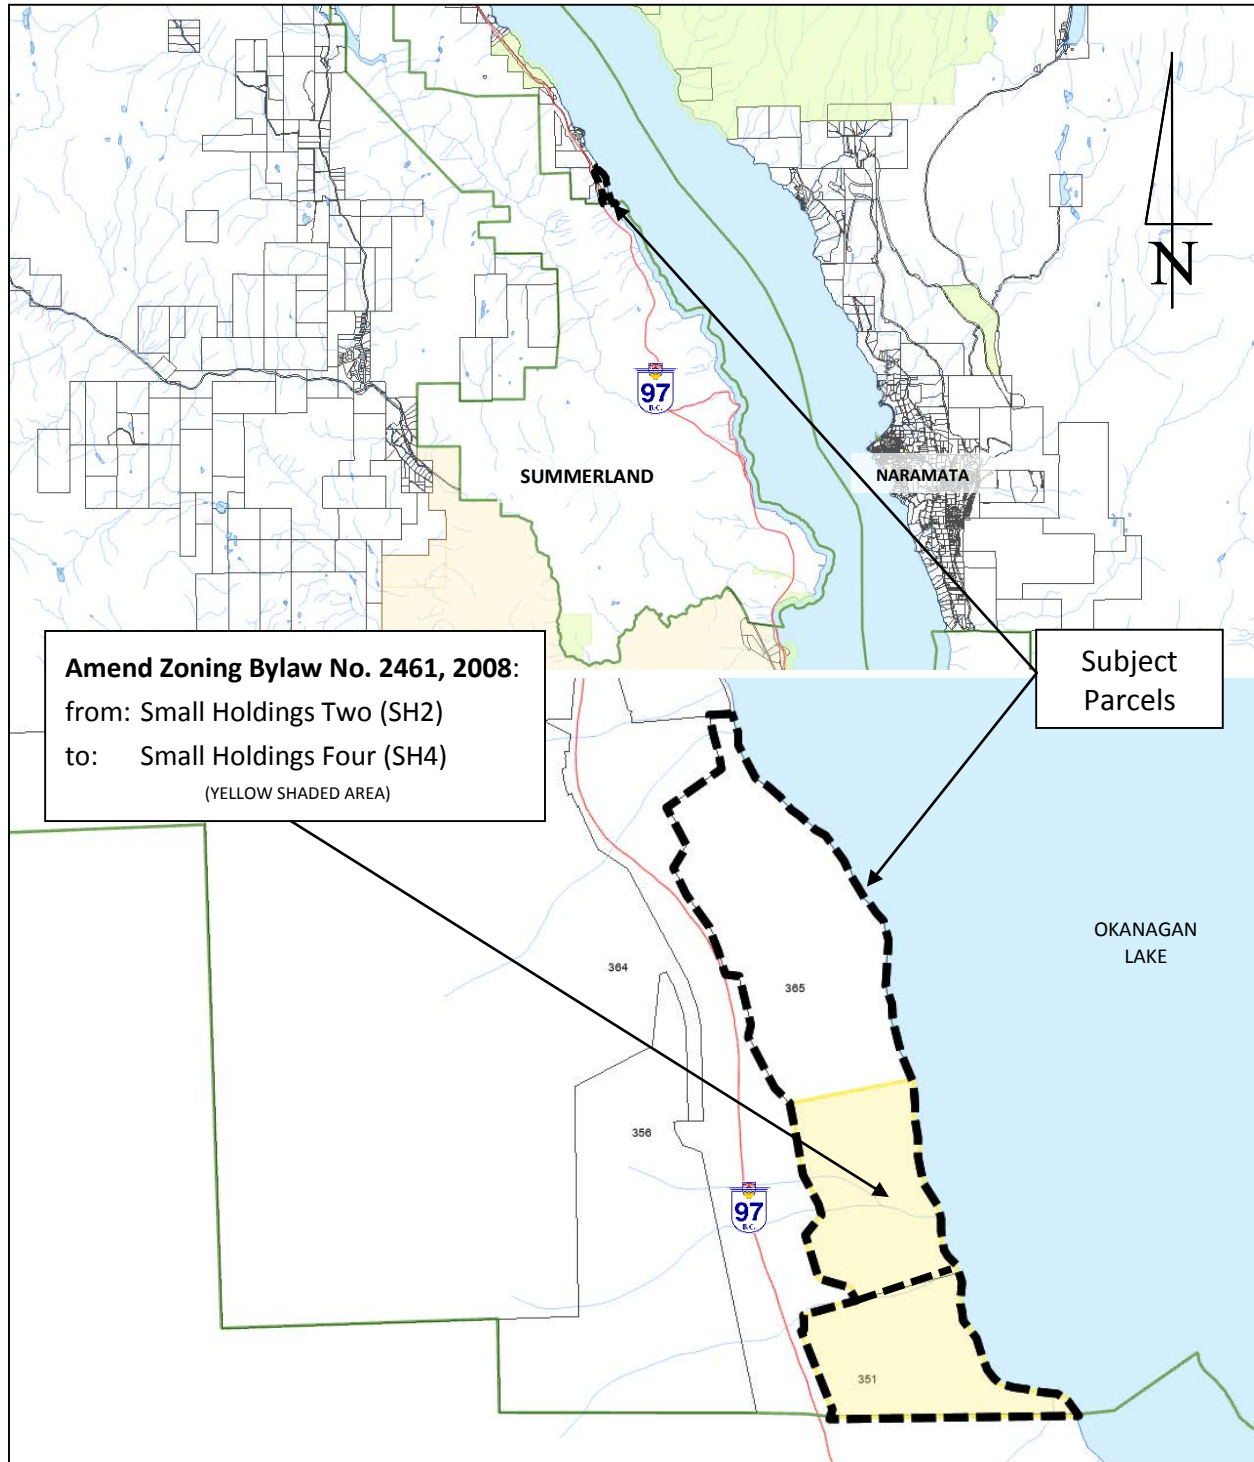 N
97
B.C.
SUMMERLAND
NARAMATA
Amend Zoning Bylaw No. 2461, 2008:
from: Small Holdings Two (SH2)
to: Small Holdings Four (SH4)
(YELLOW SHADED AREA)
Subject
Parcels
OKANAGAN
LAKE
364
365
356
97
B.C.
351